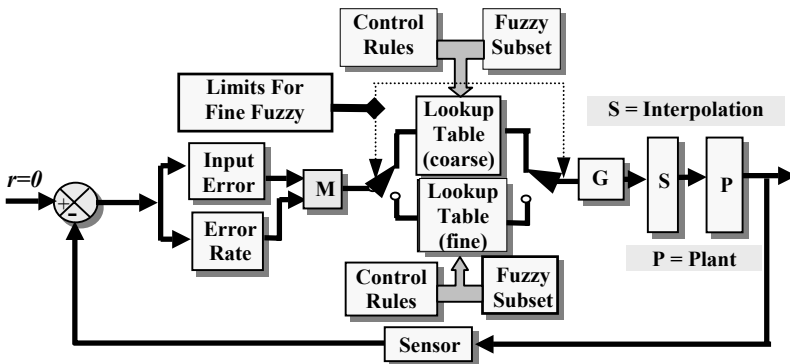 Control
Rules
Fuzzy
Subset
Limits For
Fine Fuzzy
Lookup
Table
(coarse)
S = Interpolation
r=0
+
-
Input
Error
Error
Rate
M
Lookup
Table
(fine)
G
S
P
P = Plant
Control
Rules
Fuzzy
Subset
Sensor